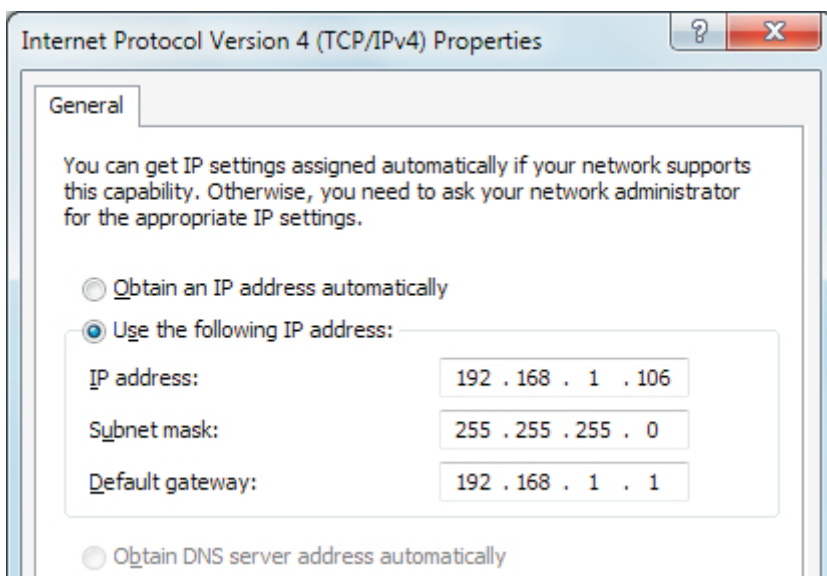 Internet Protocol Version 4 (TCP/IPv4) Properties
?
X
General
You can get IP settings assigned automatically if your network supports
this capability. Otherwise, you need to ask your network administrator
for the appropriate IP settings.
Obtain an IP address automatically
Use the following IP address:
IP address: 192 . 168 . 1 . 106
Subnet mask: 255 . 255 . 255 . 0
Default gateway: 192 . 168 . 1 . 1
Obtain DNS server address automatically